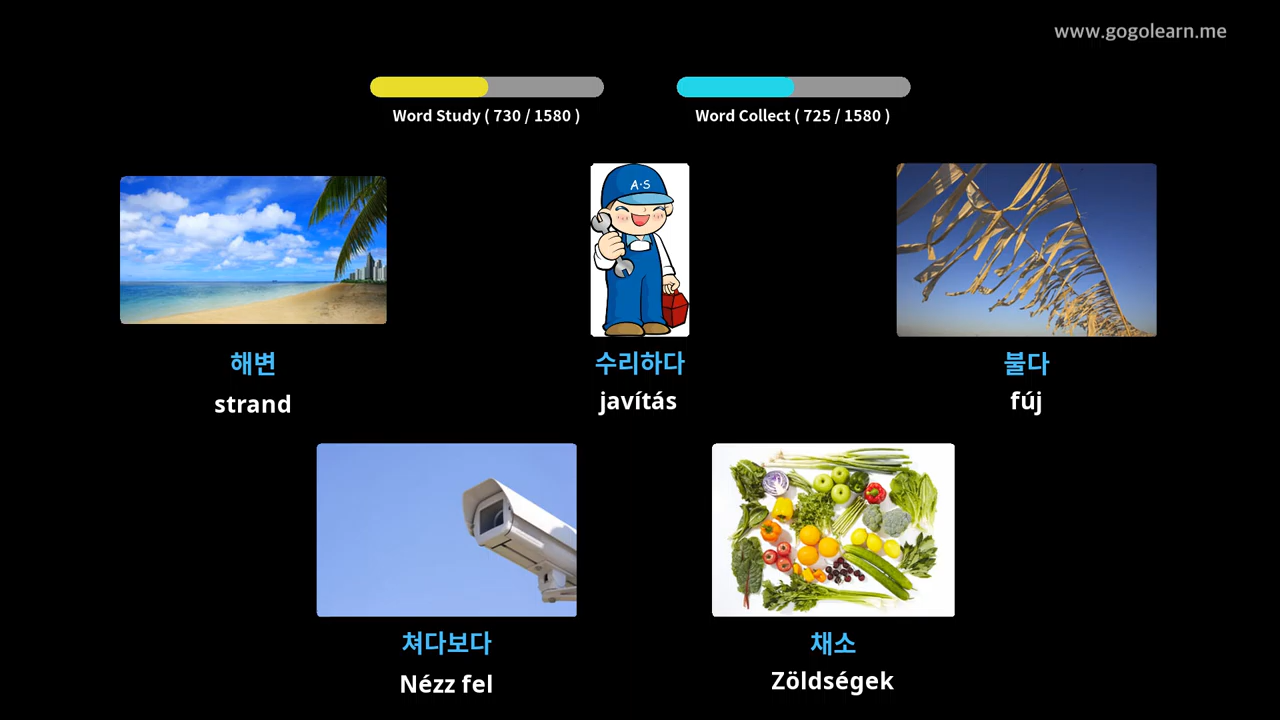 www.gogolearn.me
Word Study ( 730 / 1580 )
Word Collect ( 725 / 1580 )
A·S
해변
strand
수리하다
javítás
불다
fúj
쳐다보다
Nézz fel
채소
Zöldségek